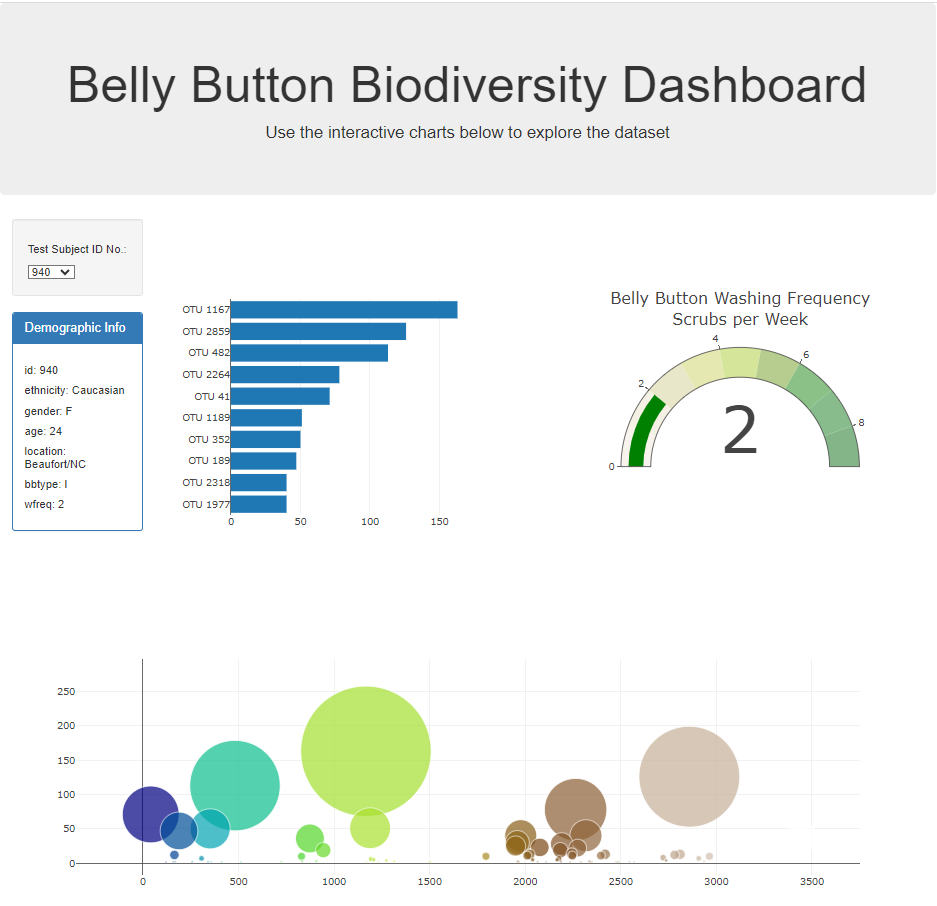 Belly Button Biodiversity Dashboard
Use the interactive charts below to explore the dataset
Test Subject ID No.:
940
Demographic Info
id: 940
ethnicity: Caucasian
gender: F
age: 24
location:
Beaufort/NC
bbtype: I
wfreq: 2
OTU 1167
OTU 2859
OTU 482
OTU 2264
OTU 41
OTU 1189
OTU 352
OTU 189
OTU 2318
OTU 1977
0 50 100 150
Belly Button Washing Frequency
Scrubs per Week
0
2
4
6
8
2
250
200
150
100
50
0
0 500 1000 1500 2000 2500 3000 3500